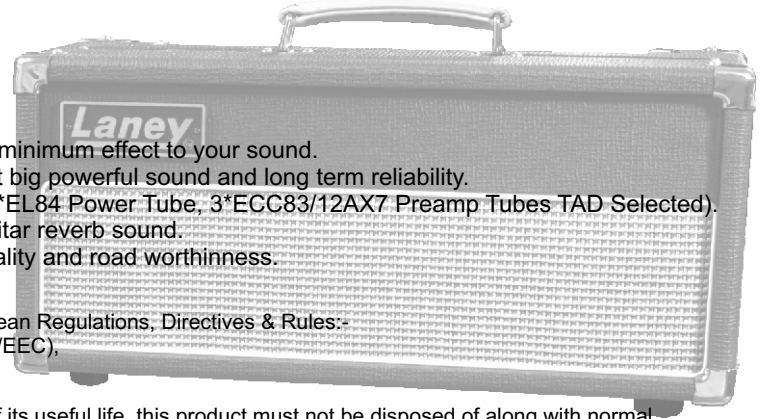 Laney
minimum effect to your sound.
big powerful sound and long term reliability.
*EL84 Power Tube, 3*ECC83/12AX7 Preamp Tubes TAD Selected).
itar reverb sound.
ality and road worthinness.
ean Regulations, Directives & Rules:-
/EEC),
its useful life, this product must not be disposed of along with normal